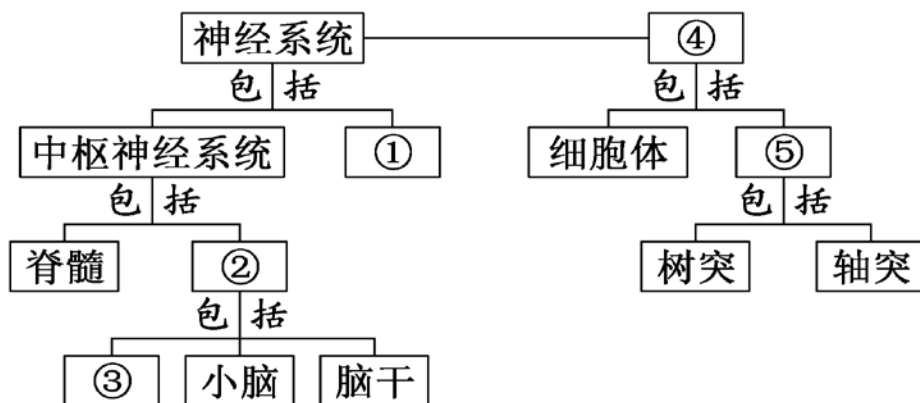 神经系统 ④
包括 包括
中枢神经系统 ① 细胞体 ⑤
包括 包括
脊髓 ② 树突 轴突
包括
③ 小脑 脑干